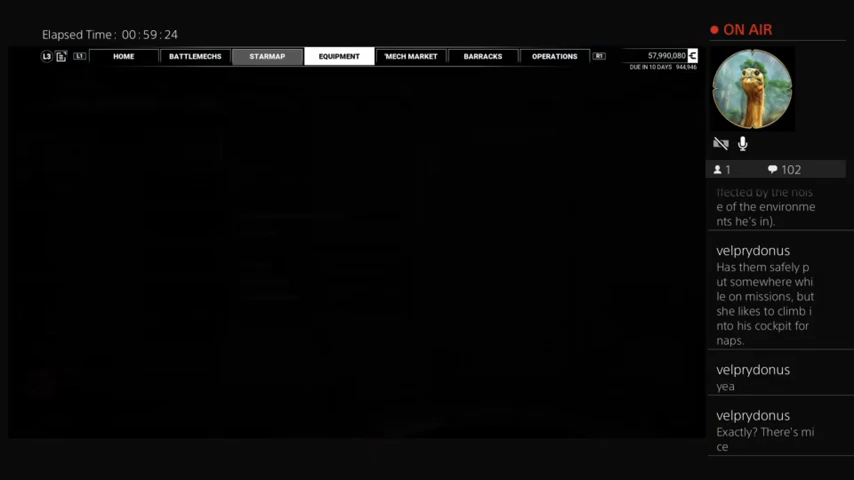 Elapsed Time: 00:59:24
ON AIR
L3 L1 HOME BATTLEMECHS STARMAP EQUIPMENT 'MECH MARKET BARRACKS OPERATIONS R1 57,990,080
DUE IN 10 DAYS 944,946
1 102
ffected by the nois
e of the environme
nts he's in).
velprydonus
Has them safely p
ut somewhere whi
le on missions, but
she likes to climb i
nto his cockpit for
naps.
velprydonus
yea
velprydonus
Exactly? There's mi
ce